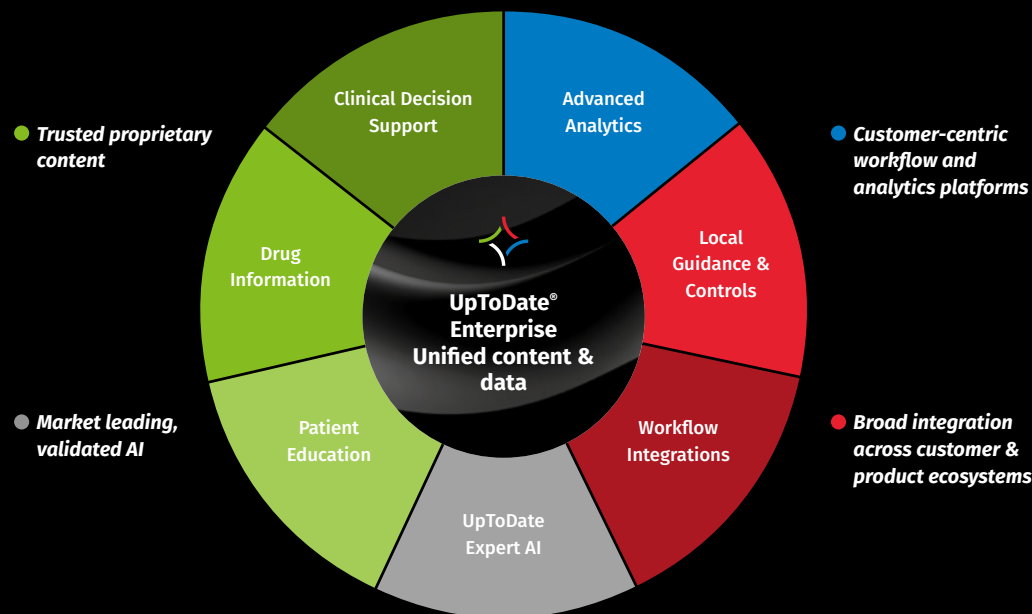 Clinical Decision
Support
Advanced
Analytics
Trusted proprietary
content
Customer-centric
workflow and
analytics platforms
Drug
Information
Local
Guidance &
Controls
UpToDate®
Enterprise
Unified content &
data
Market leading,
validated AI
Patient
Education
Workflow
Integrations
Broad integration
across customer &
product ecosystems
UpToDate
Expert AI